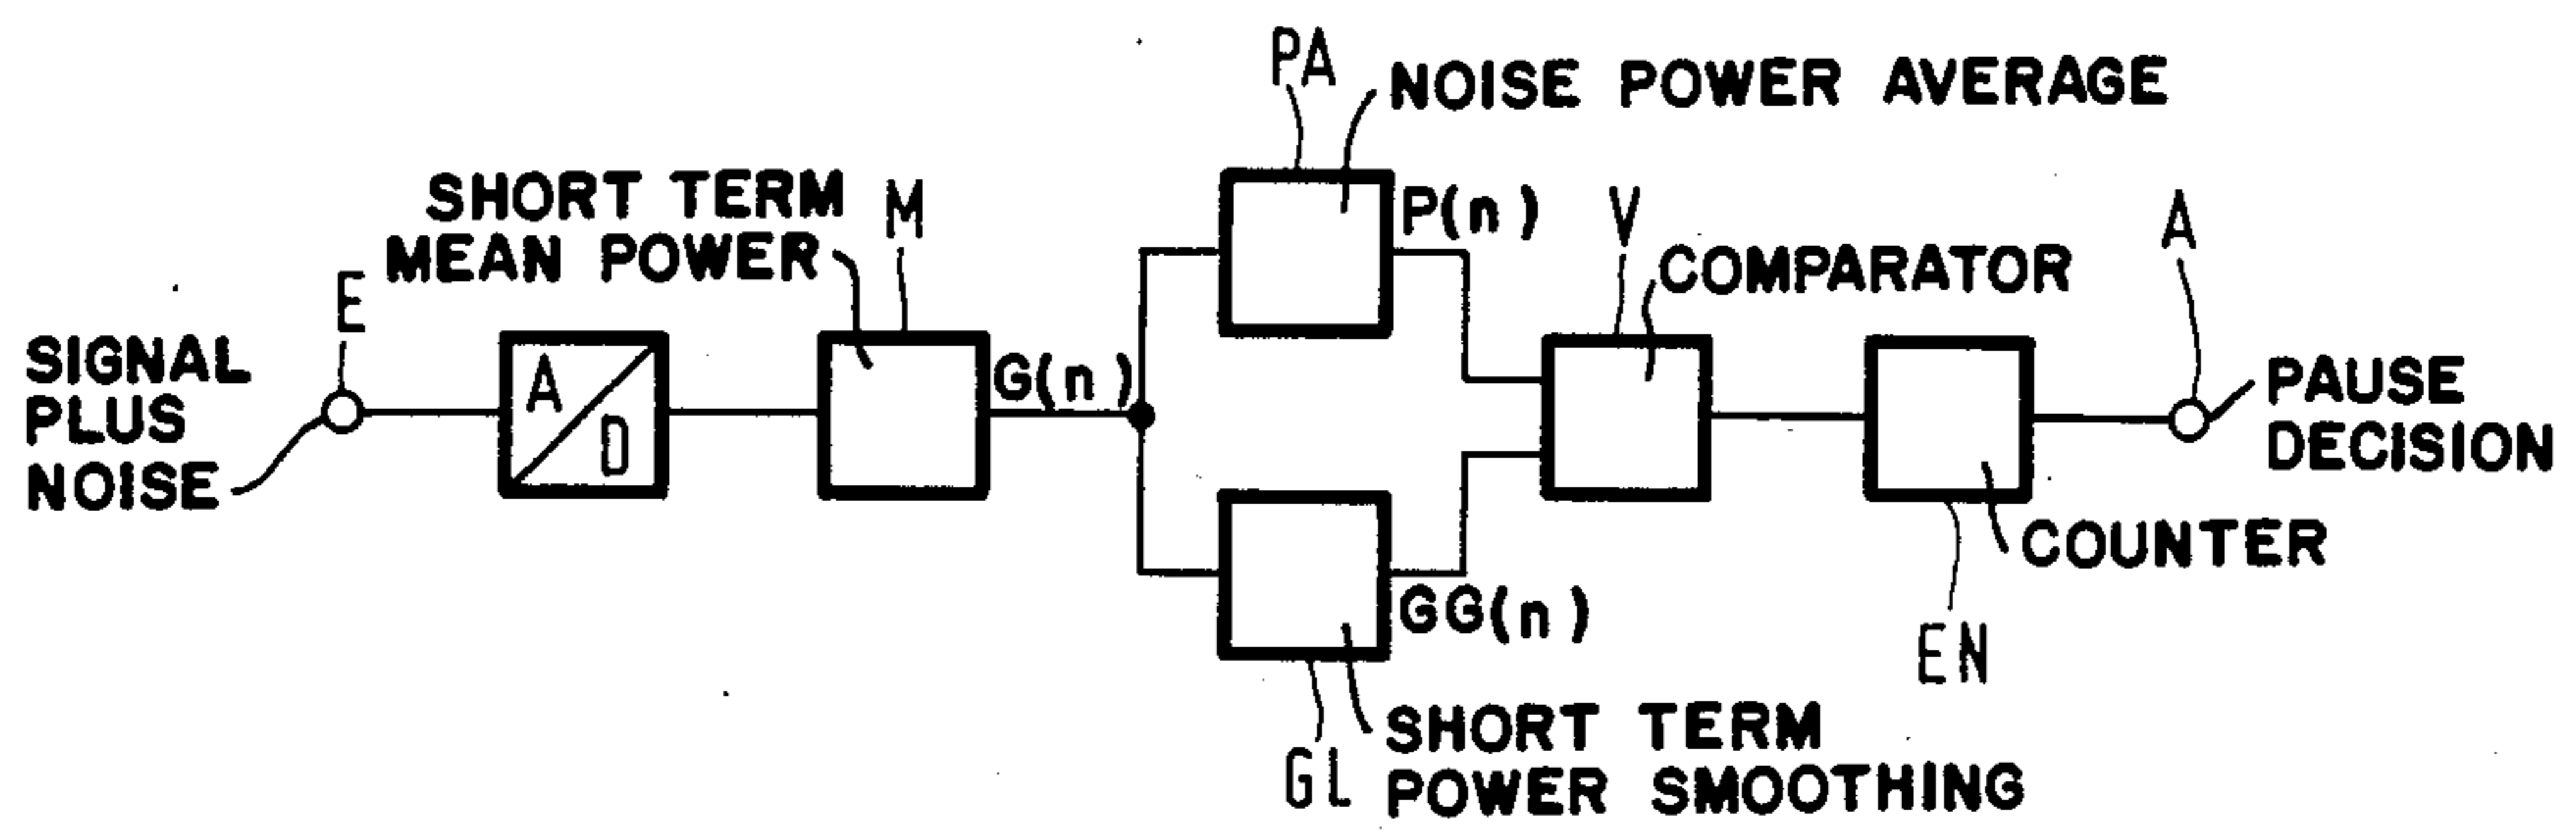 SIGNAL
PLUS
NOISE
E
A
D
SHORT TERM
MEAN POWER
M
G(n)
PA
NOISE POWER AVERAGE
P(n)
GG(n)
GL
SHORT TERM
POWER SMOOTHING
V
COMPARATOR
EN
COUNTER
A
PAUSE
DECISION